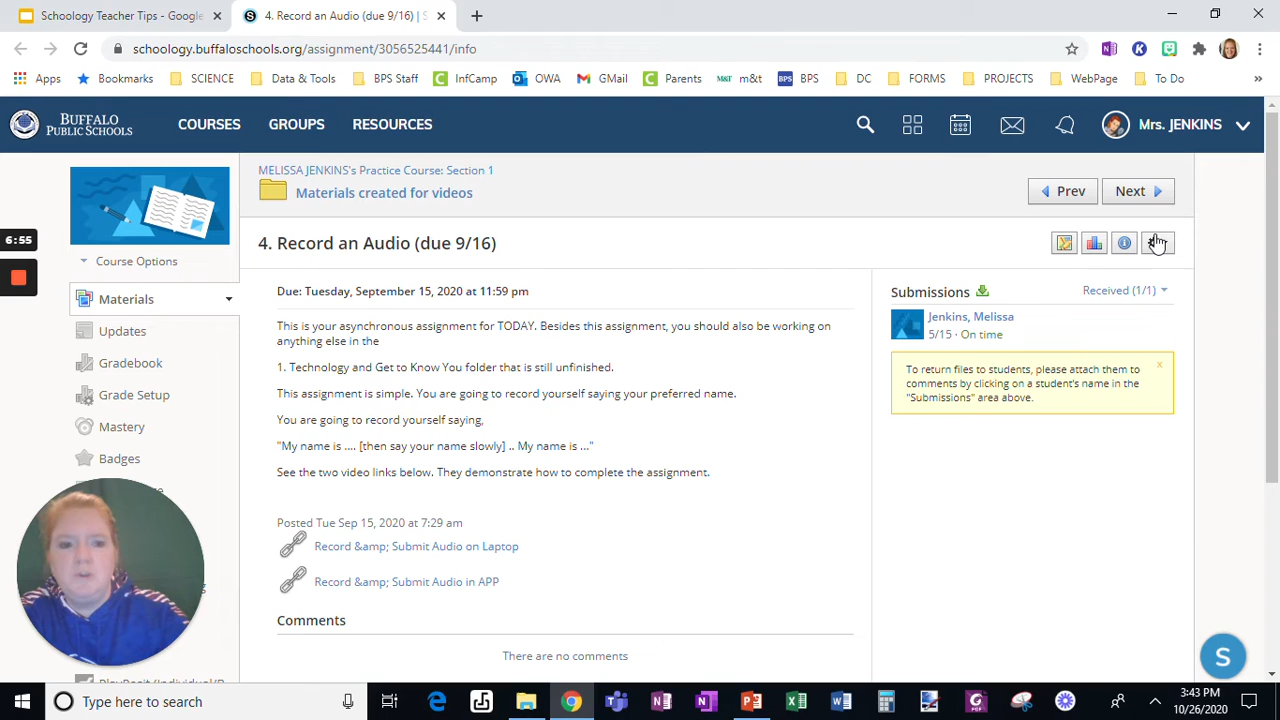 Schoology Teacher Tips - Google
4. Record an Audio (due 9/16) | S
schoology.buffaloschools.org/assignment/3056525441/info
Apps Bookmarks SCIENCE Data & Tools BPS Staff InfCamp OWA GMail Parents m&t BPS DC FORMS PROJECTS WebPage To Do
BUFFALO
PUBLIC SCHOOLS
COURSES GROUPS RESOURCES
Mrs. JENKINS
MELISSA JENKINS's Practice Course: Section 1
Materials created for videos
Prev Next
6:55
4. Record an Audio (due 9/16)
Course Options
Materials
Updates
Gradebook
Grade Setup
Mastery
Badges
Due: Tuesday, September 15, 2020 at 11:59 pm
This is your asynchronous assignment for TODAY. Besides this assignment, you should also be working on
anything else in the
1. Technology and Get to Know You folder that is still unfinished.
This assignment is simple. You are going to record yourself saying your preferred name.
You are going to record yourself saying,
"My name is .... [then say your name slowly] .. My name is ..."
See the two video links below. They demonstrate how to complete the assignment.
Posted Tue Sep 15, 2020 at 7:29 am
Record &amp; Submit Audio on Laptop
Record &amp; Submit Audio in APP
Comments
There are no comments
Submissions
Received (1/1)
Jenkins, Melissa
5/15 · On time
To return files to students, please attach them to
comments by clicking on a student's name in the
"Submissions" area above.
x
S
Type here to search
3:43 PM
10/26/2020